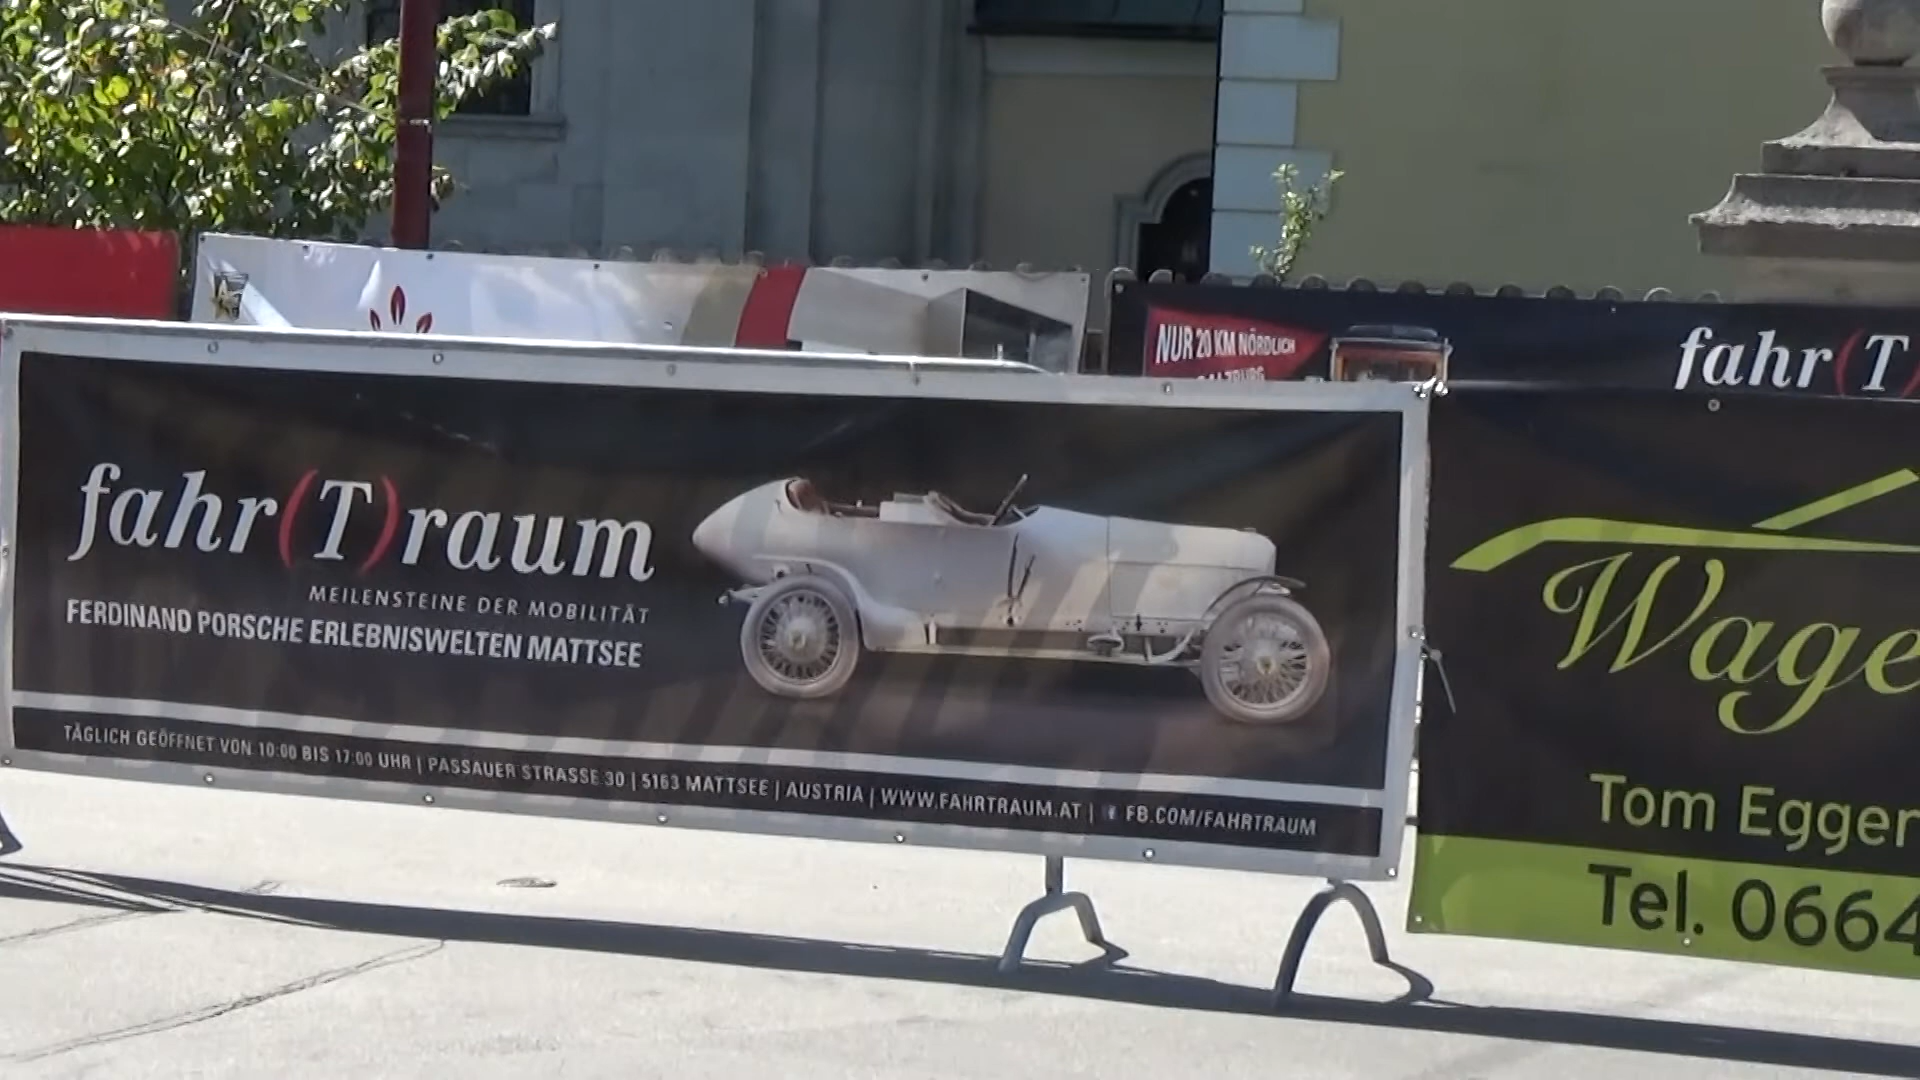 NUR 20 KM NÖRDLICH
SALZBURG
fahr(T)
fahr(T)raum
MEILENSTEINE DER MOBILITÄT
FERDINAND PORSCHE ERLEBNISWELTEN MATTSEE
TÄGLICH GEÖFFNET VON 10:00 BIS 17:00 UHR | PASSAUER STRASSE 30 | 5163 MATTSEE | AUSTRIA | WWW.FAHRTRAUM.AT | FB.COM/FAHRTRAUM
Wage
Tom Egger
Tel. 0664